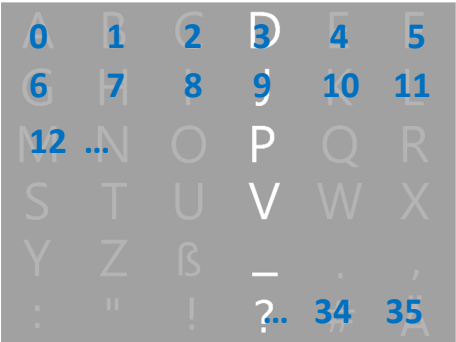 A B C D E F
0 1 2 3 4 5
G H I J K L
6 7 8 9 10 11
M N O P Q R
12 ...
S T U V W X
Y Z ß _ . ,
: " ! ? # Ä
... 34 35